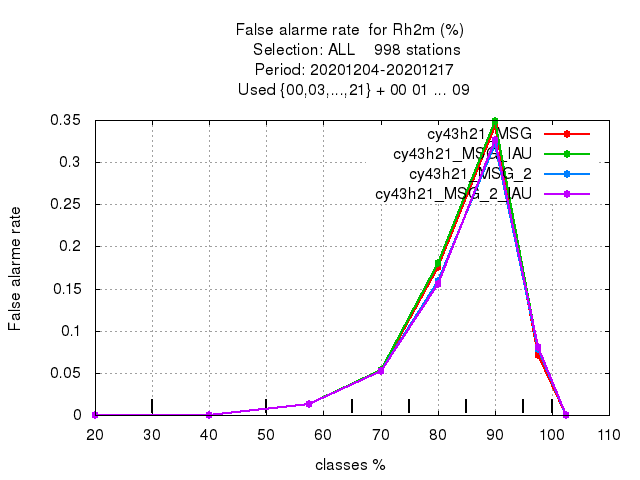 False alarme rate  for Rh2m (%)
Selection: ALL    998 stations
Period: 20201204-20201217
Used {00,03,...,21} + 00 01 ... 09
0.35
0.3
0.25
0.2
0.15
0.1
0.05
0
False alarme rate
cy43h21_MSG
cy43h21_MSG_IAU
cy43h21_MSG_2
cy43h21_MSG_2_IAU
20 30 40 50 60 70 80 90 100 110
classes %